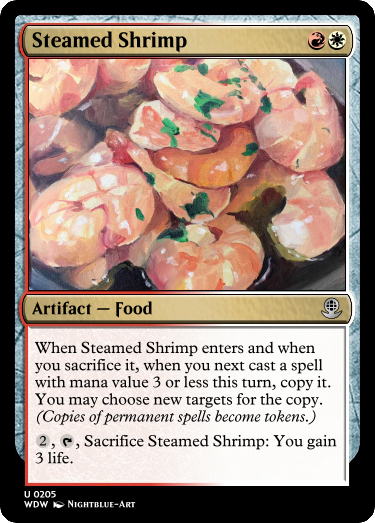 Steamed Shrimp
Artifact — Food
When Steamed Shrimp enters and when
you sacrifice it, when you next cast a spell
with mana value 3 or less this turn, copy it.
You may choose new targets for the copy.
(Copies of permanent spells become tokens.)
2, , Sacrifice Steamed Shrimp: You gain
3 life.
U 0205
WDW Nightblue-Art